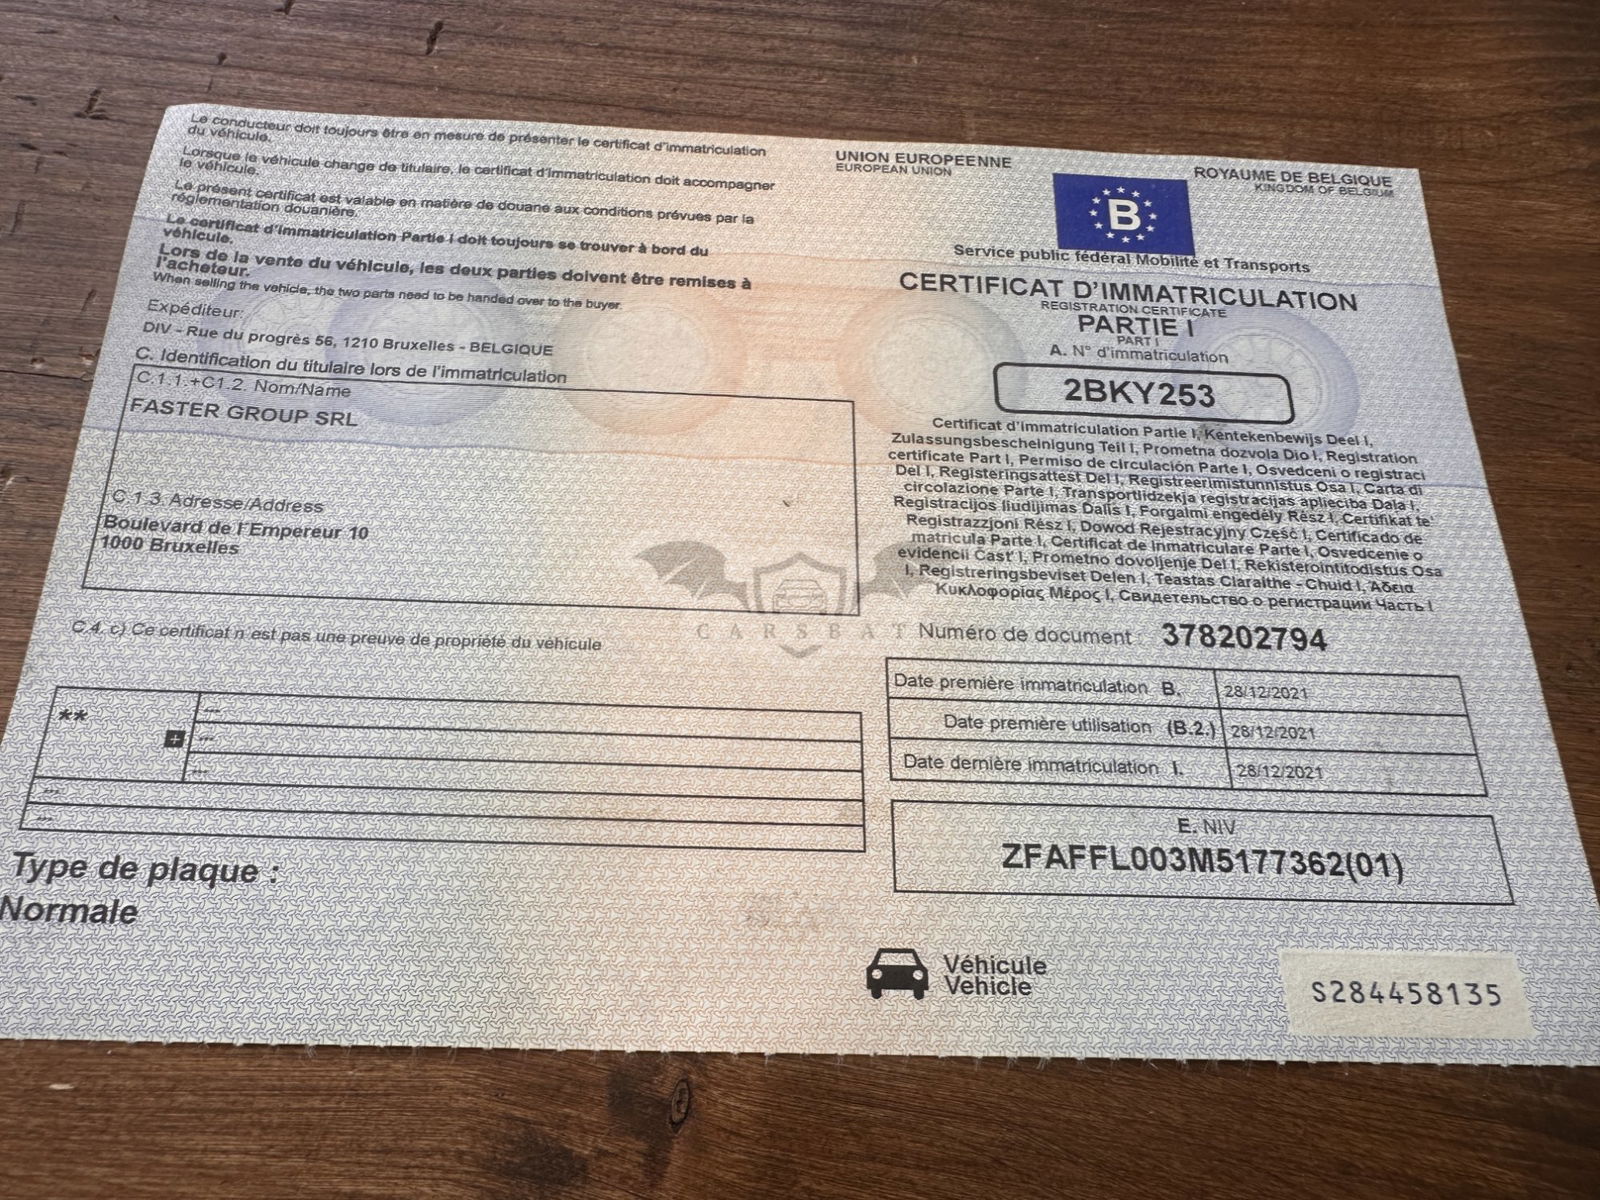 Le conducteur doit toujours être en mesure de présenter le certificat d'immatriculation
du véhicule.
Lorsque le véhicule change de titulaire, le certificat d'immatriculation doit accompagner
le véhicule.
Le présent certificat est valable en matière de douane aux conditions prévues par la
réglementation douanière.
Le certificat d'immatriculation Partie I doit toujours se trouver à bord du
véhicule.
Lors de la vente du véhicule, les deux parties doivent être remises à
l'acheteur.
When selling the vehicle, the two parts need to be handed over to the buyer.
Expéditeur:
DIV - Rue du progrès 56, 1210 Bruxelles - BELGIQUE
C. Identification du titulaire lors de l'immatriculation
C.1.1.+C1.2. Nom/Name
FASTER GROUP SRL
C.1.3. Adresse/Address
Boulevard de l'Empereur 10
1000 Bruxelles
C.4. c) Ce certificat n'est pas une preuve de propriété du véhicule
**
+
---
---
---
---
---
Type de plaque :
Normale
UNION EUROPEENNE
EUROPEAN UNION
B
ROYAUME DE BELGIQUE
KINGDOM OF BELGIUM
Service public fédéral Mobilité et Transports
CERTIFICAT D'IMMATRICULATION
REGISTRATION CERTIFICATE
PARTIE I
PART I
A. N° d'immatriculation
2BKY253
Certificat d'immatriculation Partie I, Kentekenbewijs Deel I,
Zulassungsbescheinigung Teil I, Prometna dozvola Dio I, Registration
certificate Part I, Permiso de circulación Parte I, Osvedceni o registraci
Del I, Registeringsattest Del I, Registreerimistunnistus Osa I, Carta di
circolazione Parte I, Transportlidzekja registracijas aplieciba Dala I,
Registracijos liudijimas Dalis I, Forgalmi engedély Rész I, Certifikat te'
Registrazzjoni Rész I, Dowod Rejestracyjny Część I, Certificado de
matricula Parte I, Certificat de inmatriculare Parte I, Osvedcenie o
evidencii Cast' I, Prometno dovoljenje Del I, Rekisterointitodistus Osa
I, Registreringsbeviset Delen I, Teastas Claraithe - Chuid I, Άδεια
Κυκλοφορίας Μέρος I, Свидетельство о регистрации Часть I
CARSBAT
Numéro de document : 378202794
Date première immatriculation B. 28/12/2021
Date première utilisation (B.2.) 28/12/2021
Date dernière immatriculation I. 28/12/2021
E. NIV
ZFAFFL003M5177362(01)
Véhicule
Vehicle
S284458135